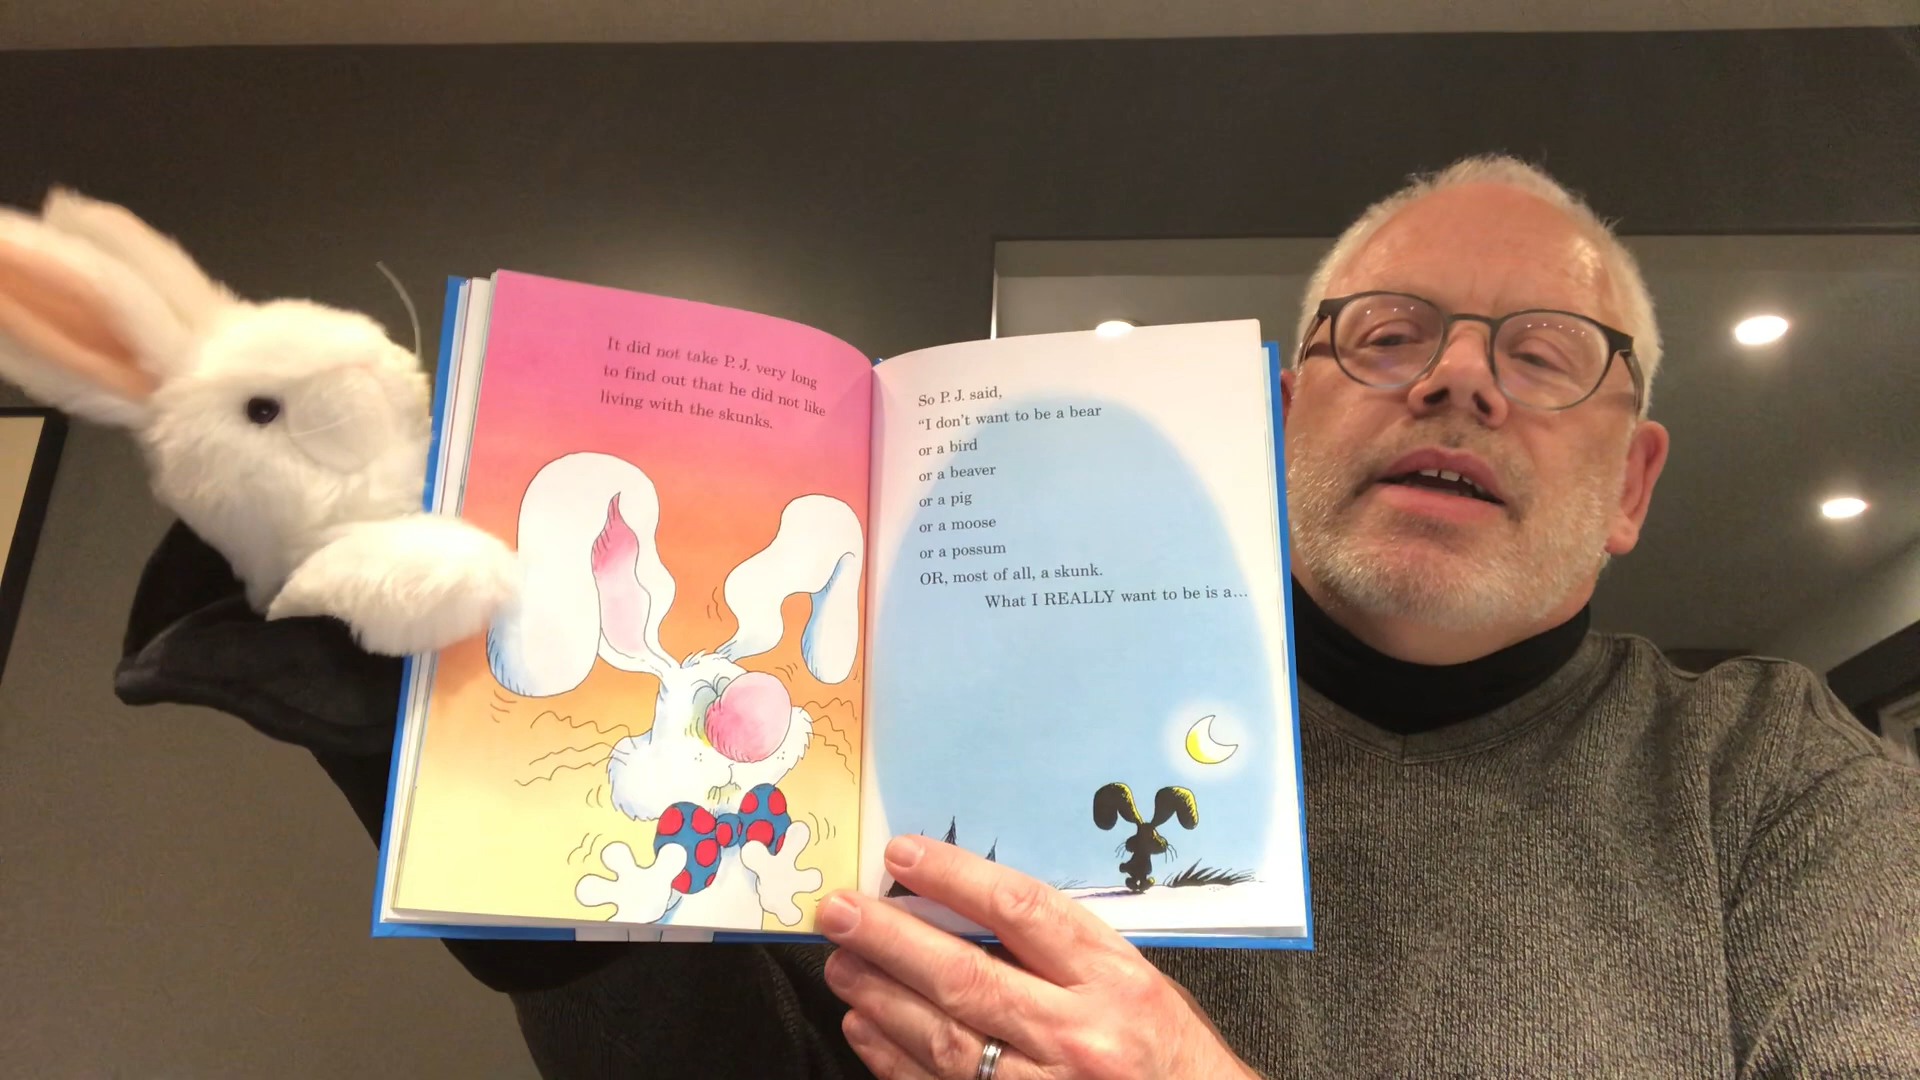 It did not take P. J. very long
to find out that he did not like
living with the skunks.
So P. J. said,
“I don’t want to be a bear
or a bird
or a beaver
or a pig
or a moose
or a possum
OR, most of all, a skunk.
What I REALLY want to be is a...